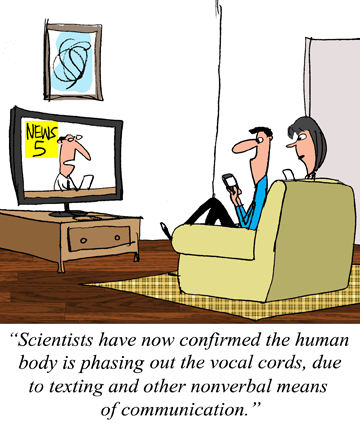 NEWS
5
“Scientists have now confirmed the human
body is phasing out the vocal cords, due
to texting and other nonverbal means
of communication.”